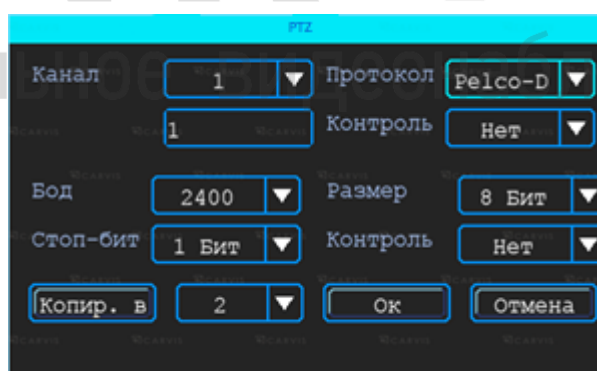 PTZ
Канал 1 Протокол Pelco-D
1 Контроль Нет
Бод 2400 Размер 8 Бит
Стоп-бит 1 Бит Контроль Нет
Копир. в 2 Ок Отмена